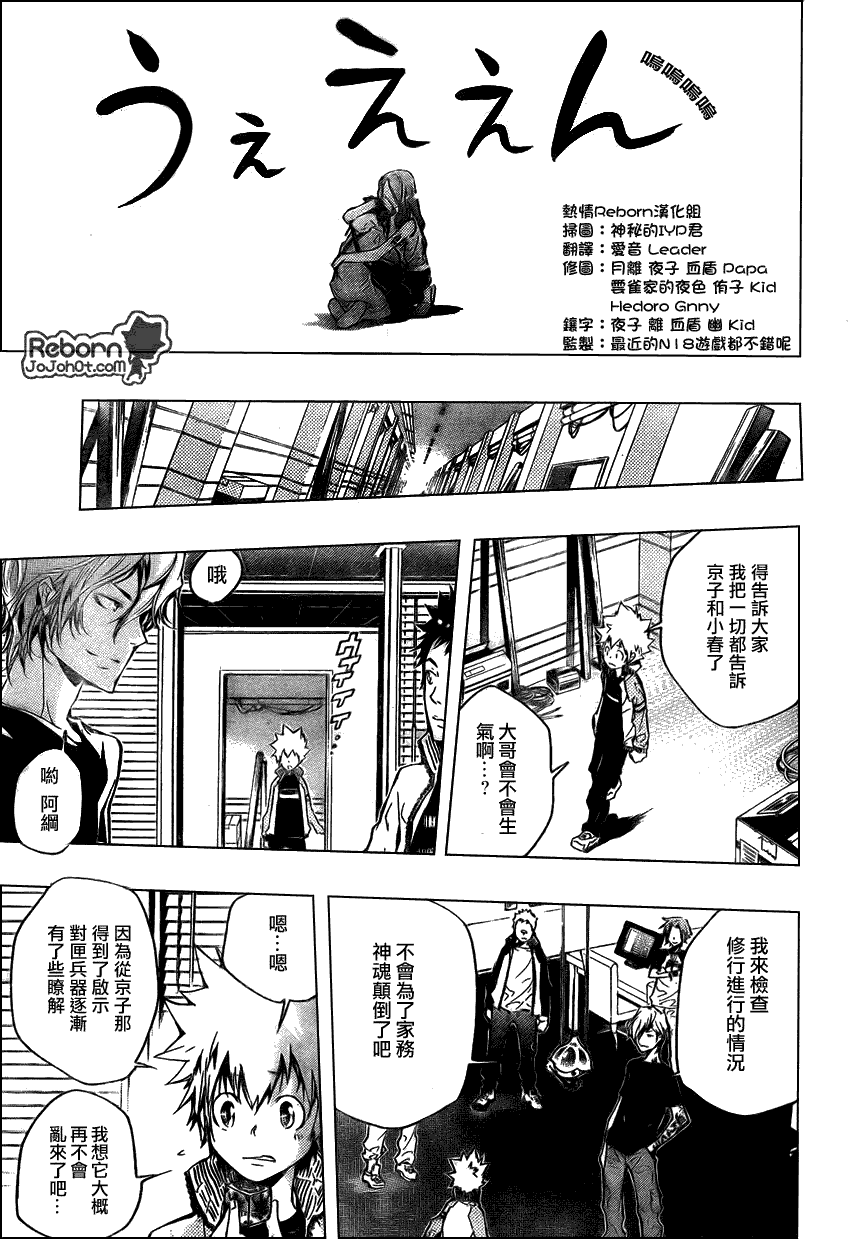 うぇええん
嗚嗚嗚嗚
熱情Reborn漢化組
掃圖：神秘的IYP君
翻譯：愛音 Leader
修圖：月離 夜子 血盾 Papa
雲雀家的夜色 侑子 Kid
Hedoro Gnny
鑲字：夜子 離 血盾 幽 Kid
監製：最近的N18遊戲都不錯呢
Reborn
JoJoHOt.com
得告訴大家
我把一切都告訴
京子和小春了
大哥會不會生
氣啊…？
哦
ウィイイイ…
喲 阿綱
我來檢查
修行進行的情況
不會為了家務
神魂顛倒了吧
嗯…嗯
因為從京子那
得到了啟示
對匣兵器逐漸
有了些瞭解
我想它大概
再不會
亂來了吧…